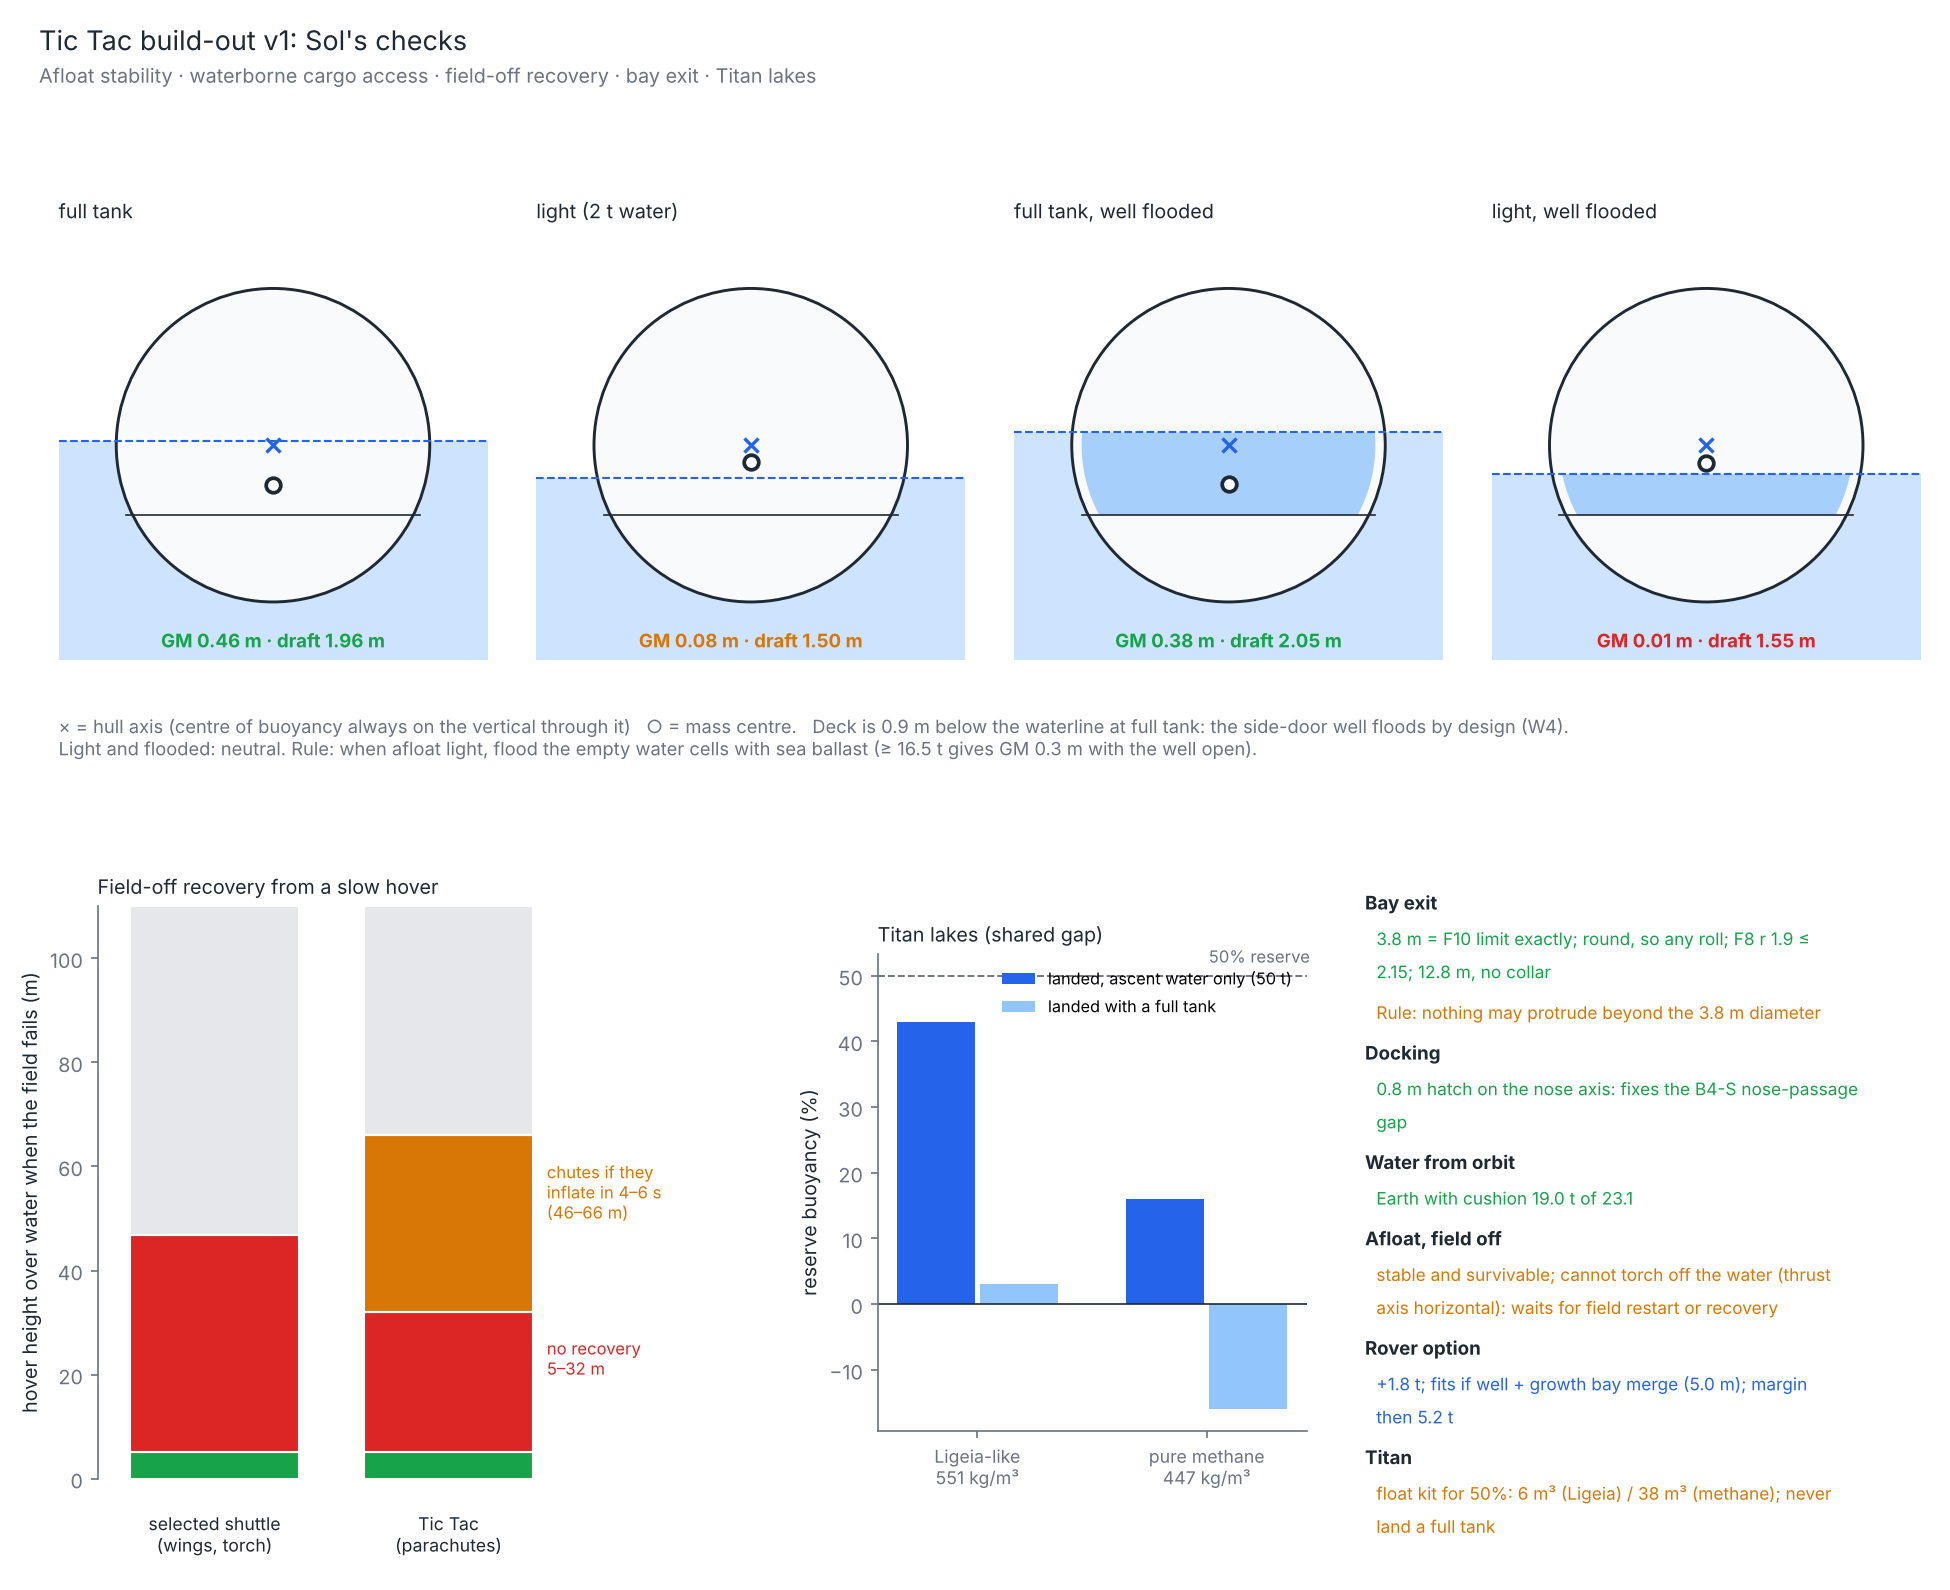 Tic Tac build-out v1: Sol's checks
Afloat stability · waterborne cargo access · field-off recovery · bay exit · Titan lakes
full tank
light (2 t water)
full tank, well flooded
light, well flooded
GM 0.46 m · draft 1.96 m
GM 0.08 m · draft 1.50 m
GM 0.38 m · draft 2.05 m
GM 0.01 m · draft 1.55 m
× = hull axis (centre of buoyancy always on the vertical through it)   O = mass centre.   Deck is 0.9 m below the waterline at full tank: the side-door well floods by design (W4).
Light and flooded: neutral. Rule: when afloat light, flood the empty water cells with sea ballast (≥ 16.5 t gives GM 0.3 m with the well open).
Field-off recovery from a slow hover
hover height over water when the field fails (m)
100
80
60
40
20
0
chutes if they
inflate in 4–6 s
(46–66 m)
no recovery
5–32 m
selected shuttle
(wings, torch)
Tic Tac
(parachutes)
Titan lakes (shared gap)
50% reserve
landed, ascent water only (50 t)
landed with a full tank
reserve buoyancy (%)
50
40
30
20
10
0
−10
Ligeia-like
551 kg/m³
pure methane
447 kg/m³
Bay exit
3.8 m = F10 limit exactly; round, so any roll; F8 r 1.9 ≤
2.15; 12.8 m, no collar
Rule: nothing may protrude beyond the 3.8 m diameter
Docking
0.8 m hatch on the nose axis: fixes the B4-S nose-passage
gap
Water from orbit
Earth with cushion 19.0 t of 23.1
Afloat, field off
stable and survivable; cannot torch off the water (thrust
axis horizontal): waits for field restart or recovery
Rover option
+1.8 t; fits if well + growth bay merge (5.0 m); margin
then 5.2 t
Titan
float kit for 50%: 6 m³ (Ligeia) / 38 m³ (methane); never
land a full tank